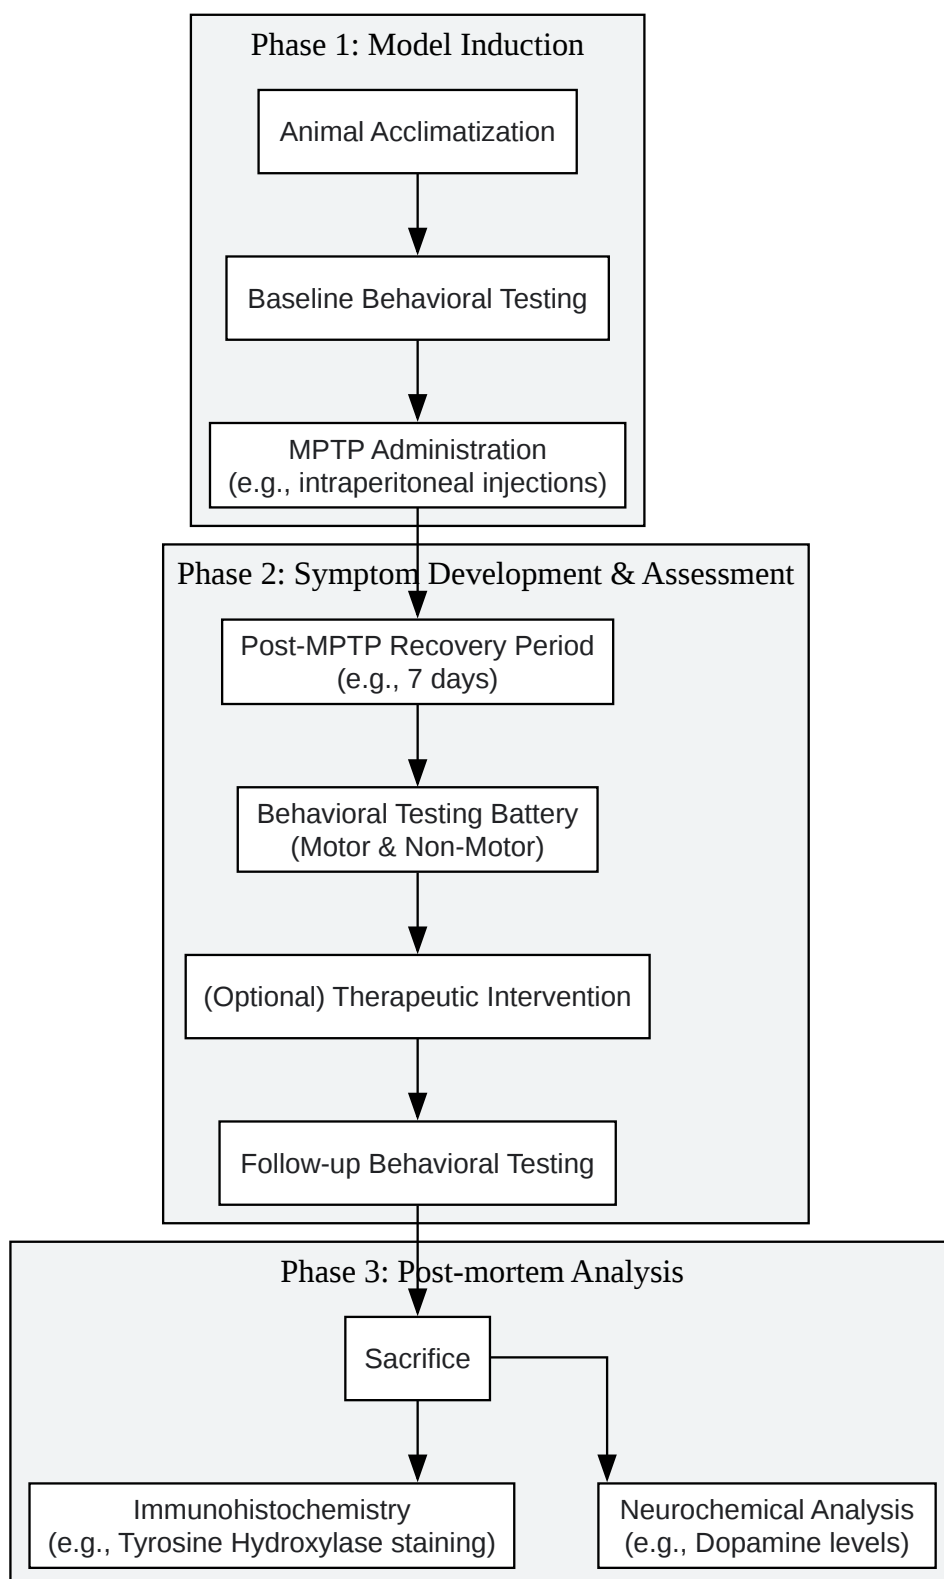 Phase 1: Model Induction
Animal Acclimatization
Baseline Behavioral Testing
MPTP Administration
(e.g., intraperitoneal injections)
Phase 2: Symptom Development & Assessment
Post-MPTP Recovery Period
(e.g., 7 days)
Behavioral Testing Battery
(Motor & Non-Motor)
(Optional) Therapeutic Intervention
Follow-up Behavioral Testing
Phase 3: Post-mortem Analysis
Sacrifice
Immunohistochemistry
(e.g., Tyrosine Hydroxylase staining)
Neurochemical Analysis
(e.g., Dopamine levels)